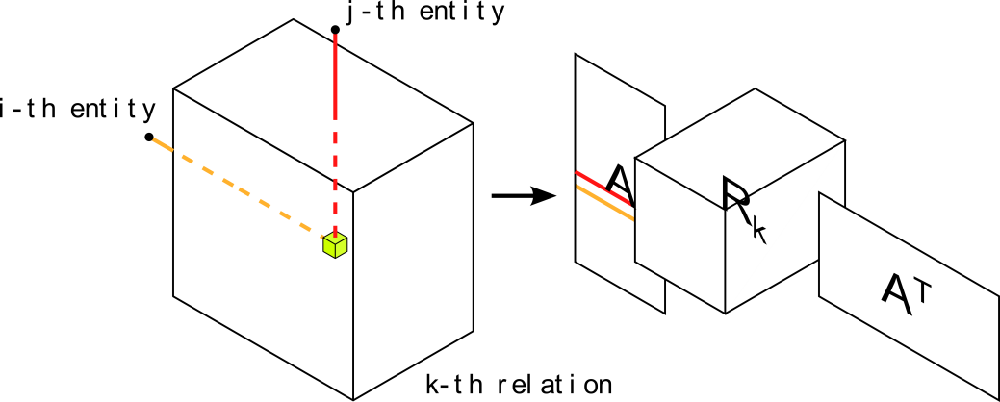 j-th entity
i-th entity
A
R
k
A^T
k-th relation